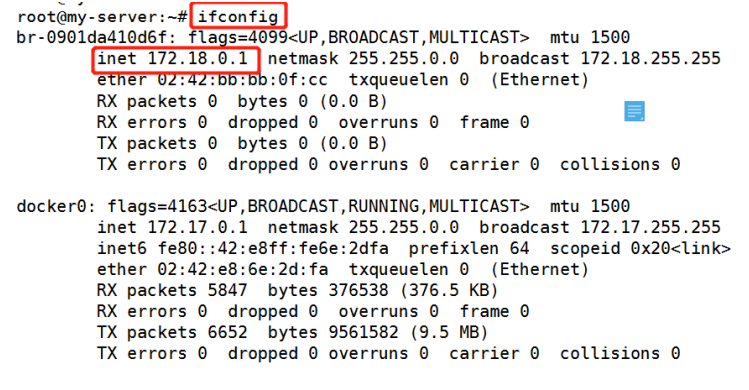 root@my-server:~# ifconfig
br-0901da410d6f: flags=4099<UP,BROADCAST,MULTICAST>  mtu 1500
        inet 172.18.0.1  netmask 255.255.0.0  broadcast 172.18.255.255
        ether 02:42:bb:bb:0f:cc  txqueuelen 0  (Ethernet)
        RX packets 0  bytes 0 (0.0 B)
        RX errors 0  dropped 0  overruns 0  frame 0
        TX packets 0  bytes 0 (0.0 B)
        TX errors 0  dropped 0 overruns 0  carrier 0  collisions 0

docker0: flags=4163<UP,BROADCAST,RUNNING,MULTICAST>  mtu 1500
        inet 172.17.0.1  netmask 255.255.0.0  broadcast 172.17.255.255
        inet6 fe80::42:e8ff:fe6e:2dfa  prefixlen 64  scopeid 0x20<link>
        ether 02:42:e8:6e:2d:fa  txqueuelen 0  (Ethernet)
        RX packets 5847  bytes 376538 (376.5 KB)
        RX errors 0  dropped 0  overruns 0  frame 0
        TX packets 6652  bytes 9561582 (9.5 MB)
        TX errors 0  dropped 0 overruns 0  carrier 0  collisions 0